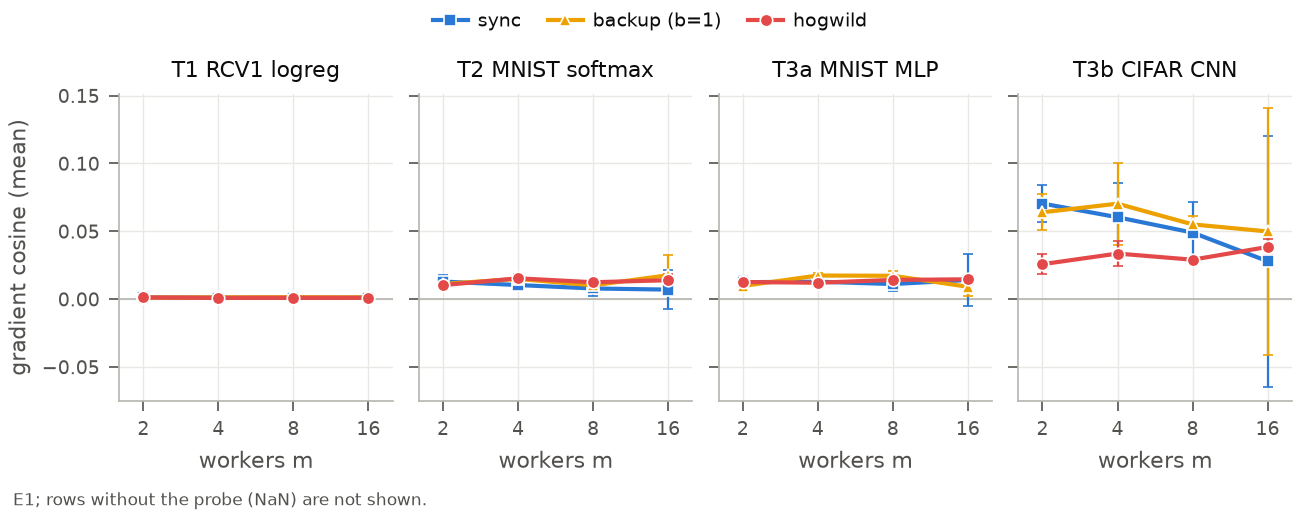 sync backup (b=1) hogwild
T1 RCV1 logreg T2 MNIST softmax T3a MNIST MLP T3b CIFAR CNN
gradient cosine (mean)
0.15
0.10
0.05
0.00
−0.05
2 4 8 16 2 4 8 16 2 4 8 16 2 4 8 16
workers m workers m workers m workers m
E1; rows without the probe (NaN) are not shown.